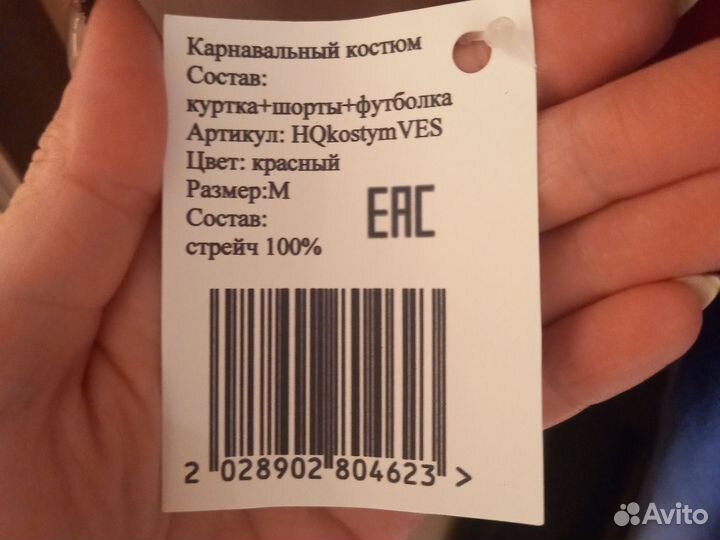 Карнавальный костюм
Состав:
куртка+шорты+футболка
Артикул: HQkostymVES
Цвет: красный
Размер:М
Состав:
стрейч 100%
EAC
2 028902 804623 >
Avito